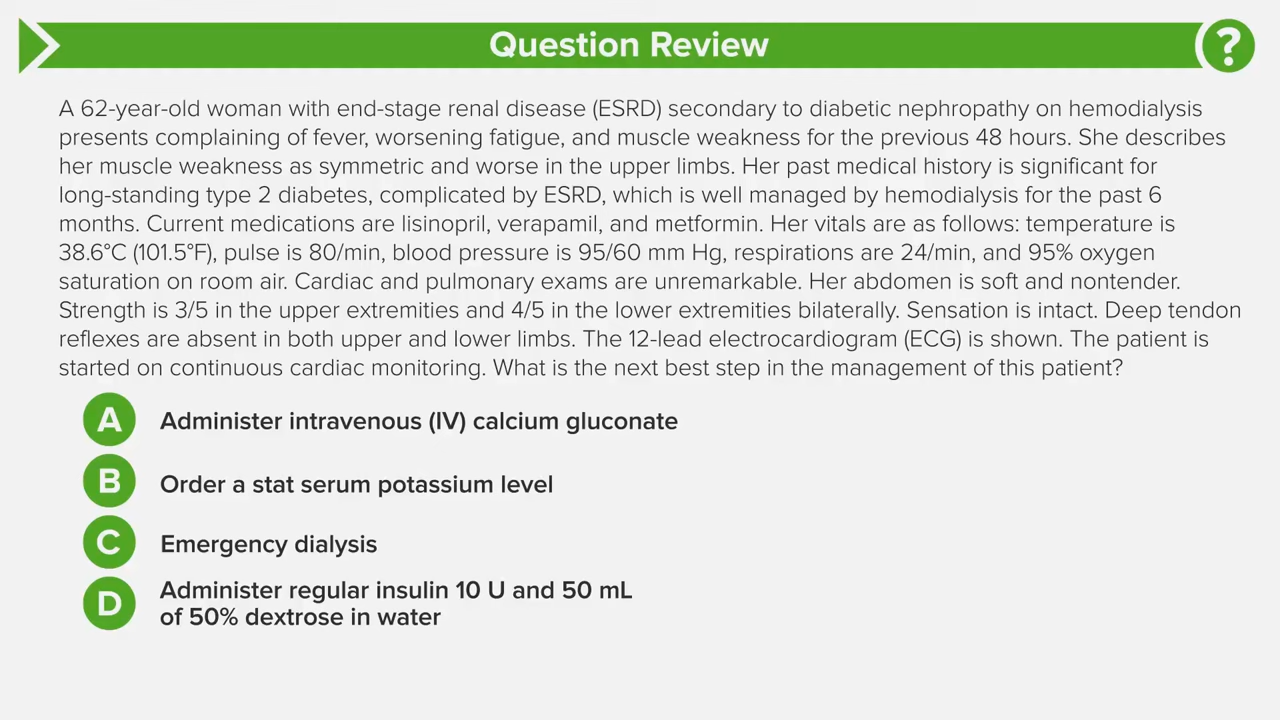 Question Review
?
A 62-year-old woman with end-stage renal disease (ESRD) secondary to diabetic nephropathy on hemodialysis
presents complaining of fever, worsening fatigue, and muscle weakness for the previous 48 hours. She describes
her muscle weakness as symmetric and worse in the upper limbs. Her past medical history is significant for
long-standing type 2 diabetes, complicated by ESRD, which is well managed by hemodialysis for the past 6
months. Current medications are lisinopril, verapamil, and metformin. Her vitals are as follows: temperature is
38.6°C (101.5°F), pulse is 80/min, blood pressure is 95/60 mm Hg, respirations are 24/min, and 95% oxygen
saturation on room air. Cardiac and pulmonary exams are unremarkable. Her abdomen is soft and nontender.
Strength is 3/5 in the upper extremities and 4/5 in the lower extremities bilaterally. Sensation is intact. Deep tendon
reflexes are absent in both upper and lower limbs. The 12-lead electrocardiogram (ECG) is shown. The patient is
started on continuous cardiac monitoring. What is the next best step in the management of this patient?
A Administer intravenous (IV) calcium gluconate
B Order a stat serum potassium level
C Emergency dialysis
D Administer regular insulin 10 U and 50 mL
of 50% dextrose in water